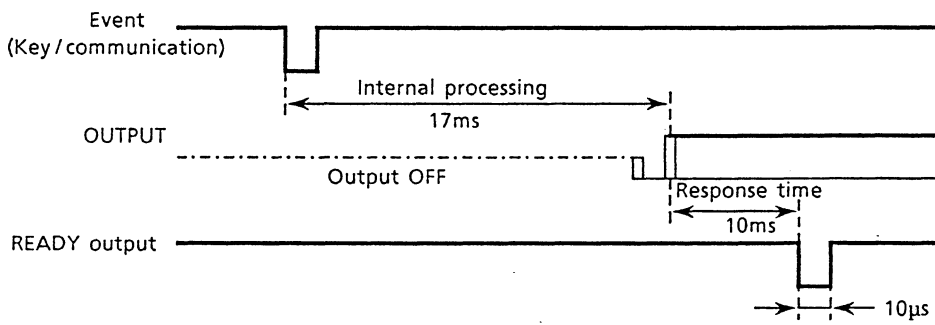 Event
(Key / communication)
Internal processing
17ms
OUTPUT
Output OFF
Response time
10ms
READY output
10μs